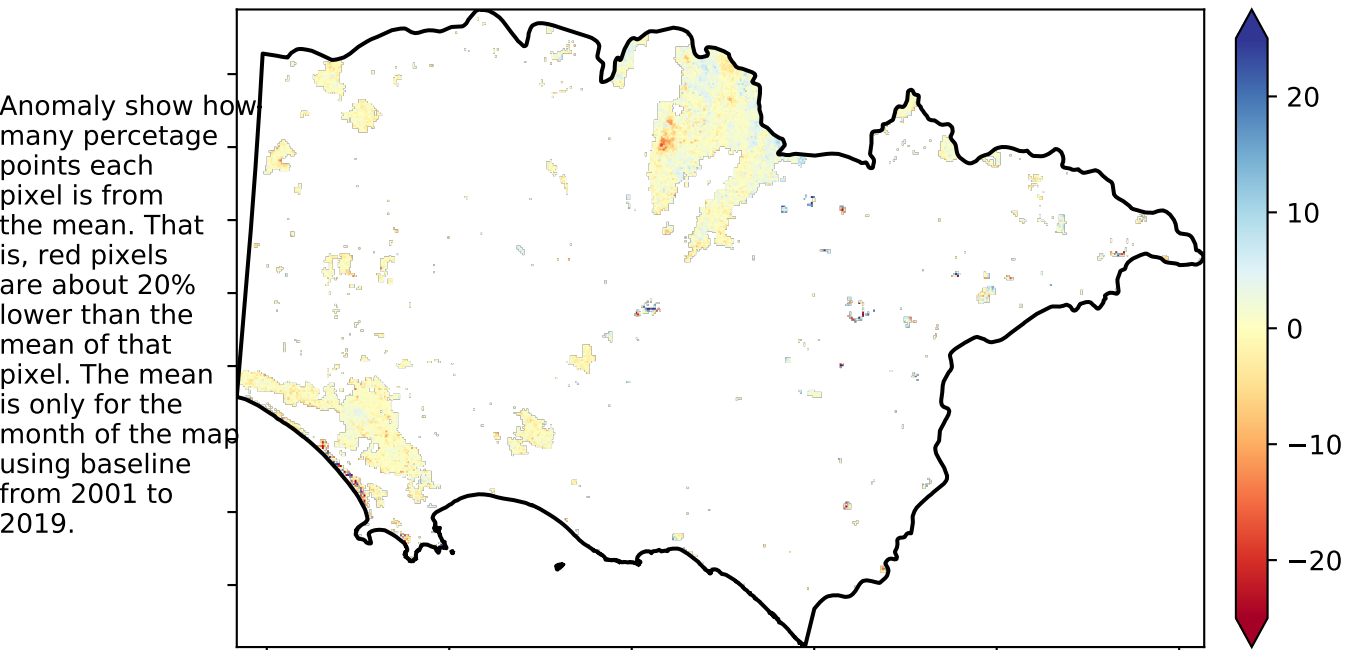 Anomaly show how
many percetage
points each
pixel is from
the mean. That
is, red pixels
are about 20%
lower than the
mean of that
pixel. The mean
is only for the
month of the map
using baseline
from 2001 to
2019.
20
10
0
−10
−20